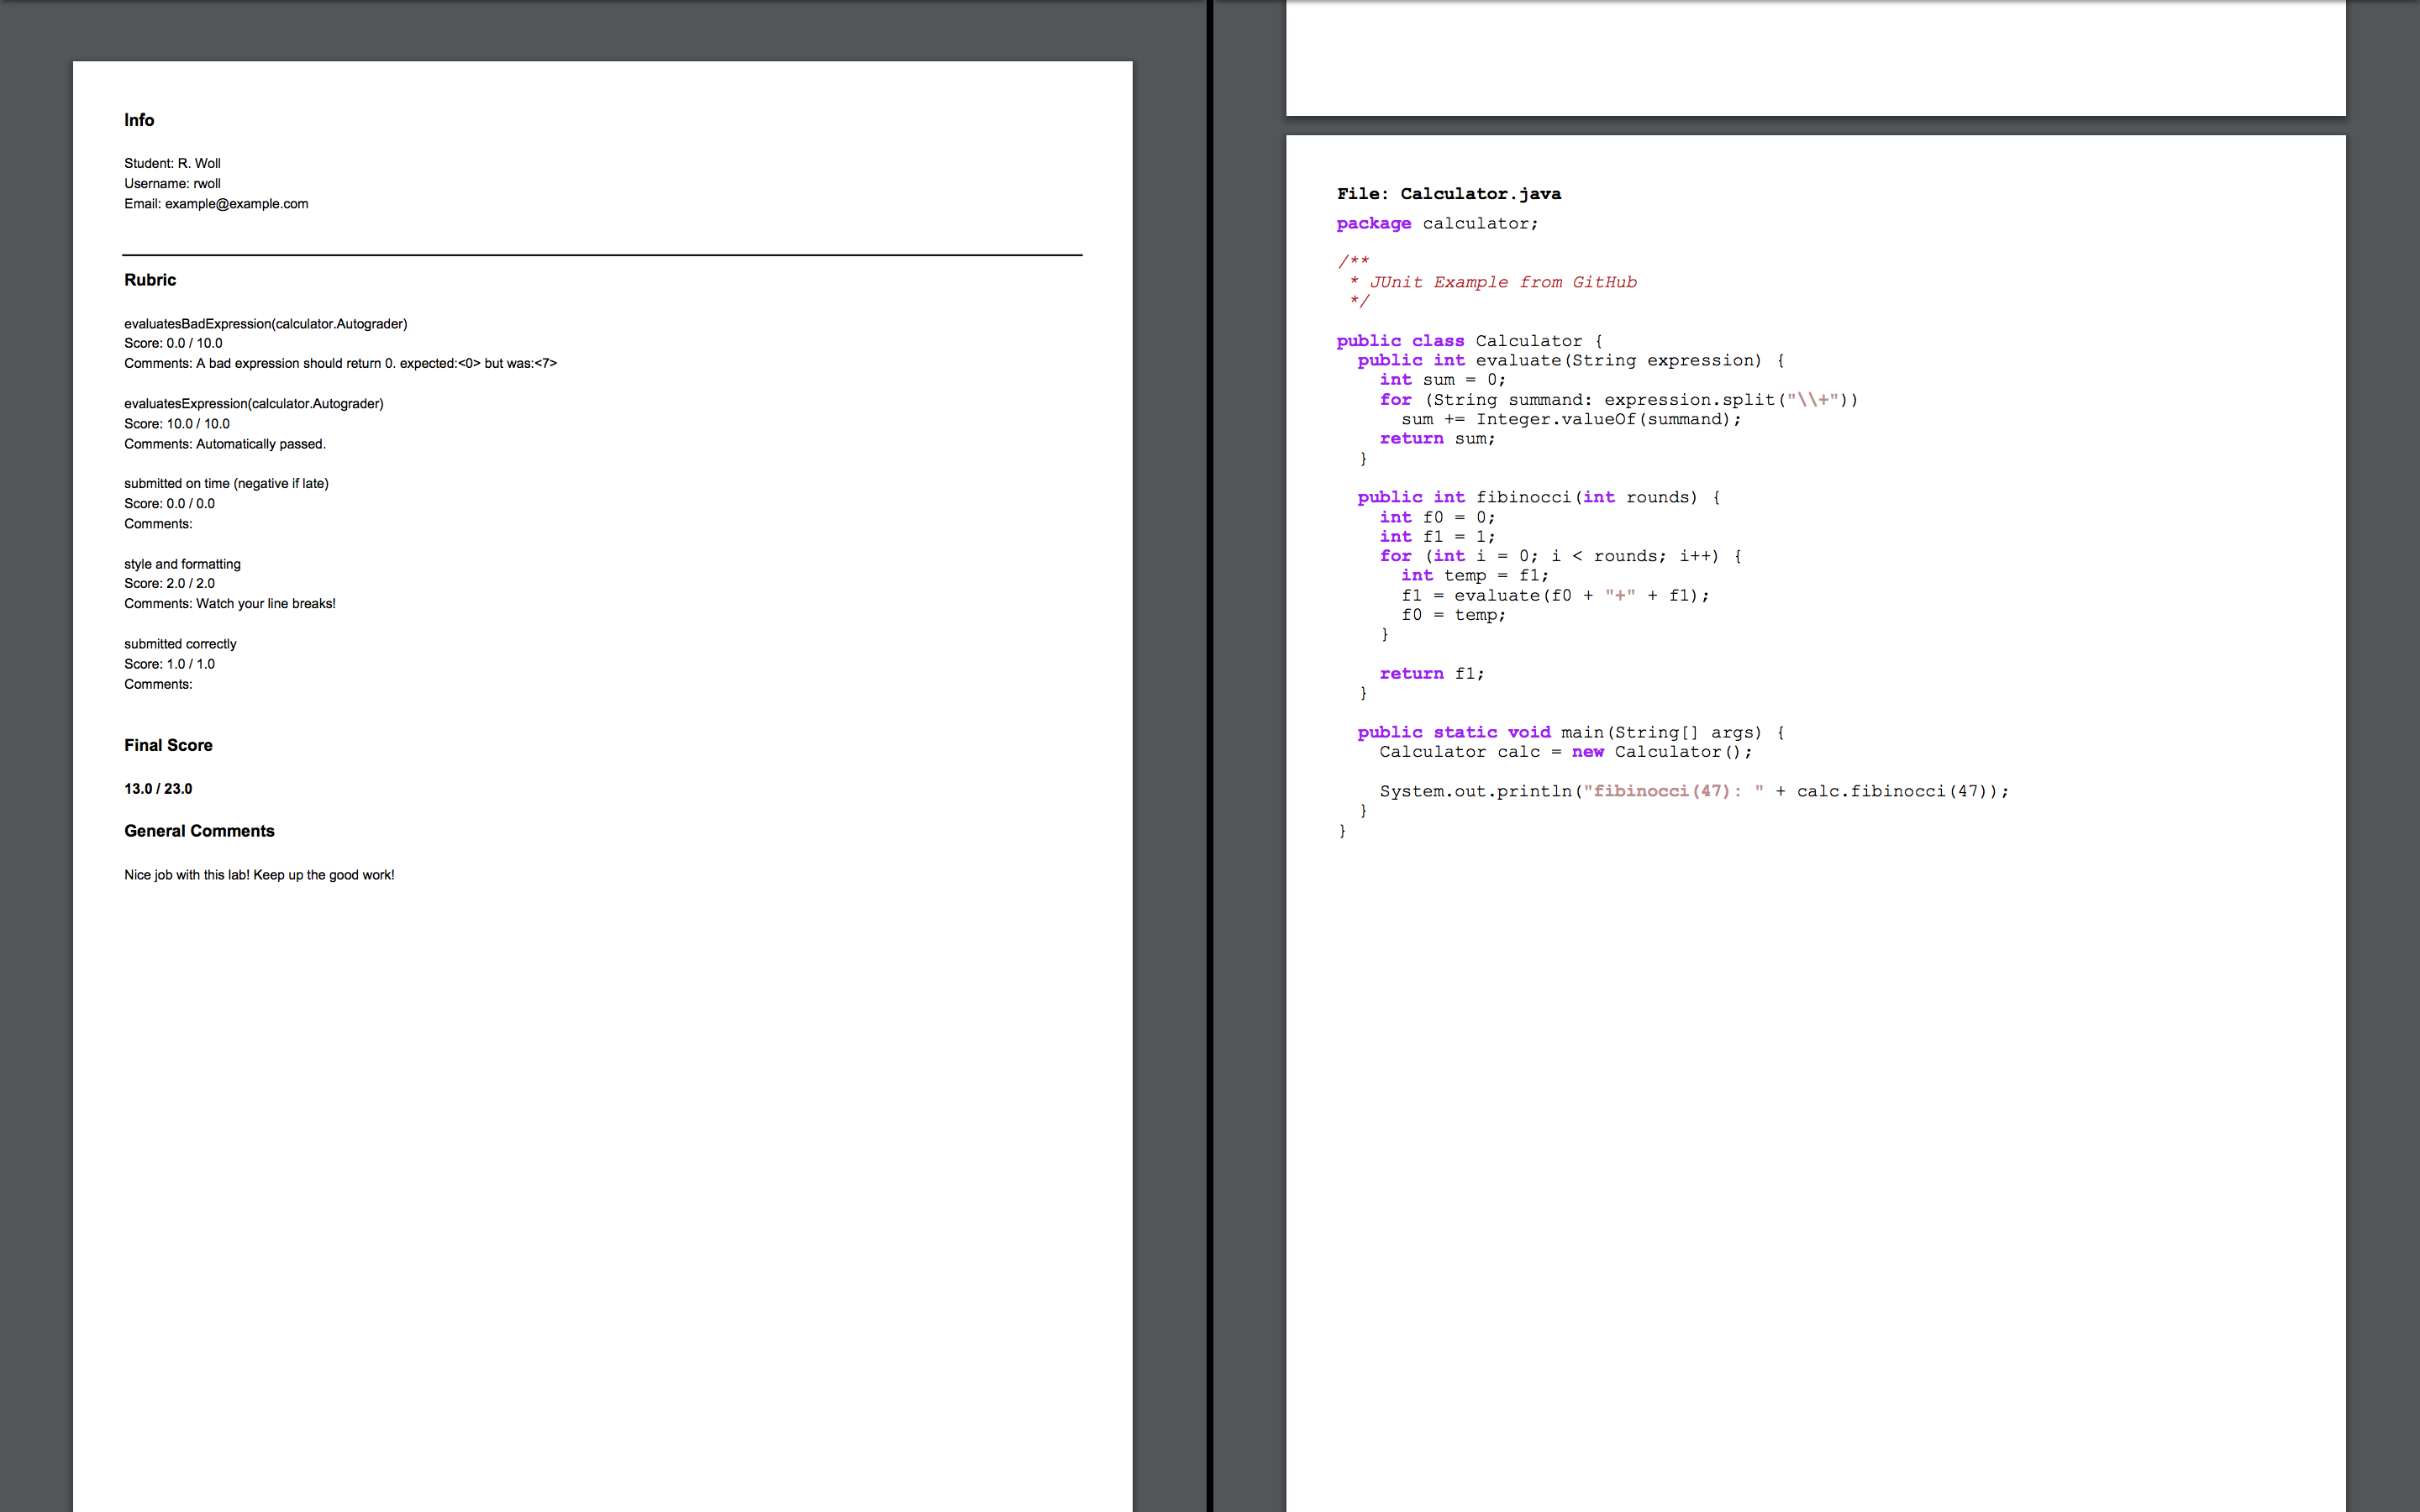 Info
Student: R. Woll
Username: rwoll
Email: example@example.com
Rubric
evaluatesBadExpression(calculator.Autograder)
Score: 0.0 / 10.0
Comments: A bad expression should return 0. expected:<0> but was:<7>
evaluatesExpression(calculator.Autograder)
Score: 10.0 / 10.0
Comments: Automatically passed.
submitted on time (negative if late)
Score: 0.0 / 0.0
Comments:
style and formatting
Score: 2.0 / 2.0
Comments: Watch your line breaks!
submitted correctly
Score: 1.0 / 1.0
Comments:
Final Score
13.0 / 23.0
General Comments
Nice job with this lab! Keep up the good work!
File: Calculator.java
package calculator;
/**
 * JUnit Example from GitHub
 */
public class Calculator {
  public int evaluate(String expression) {
    int sum = 0;
    for (String summand: expression.split("\\+"))
      sum += Integer.valueOf(summand);
    return sum;
  }
  public int fibinocci(int rounds) {
    int f0 = 0;
    int f1 = 1;
    for (int i = 0; i < rounds; i++) {
      int temp = f1;
      f1 = evaluate(f0 + "+" + f1);
      f0 = temp;
    }
    return f1;
  }
  public static void main(String[] args) {
    Calculator calc = new Calculator();
    System.out.println("fibinocci(47): " + calc.fibinocci(47));
  }
}